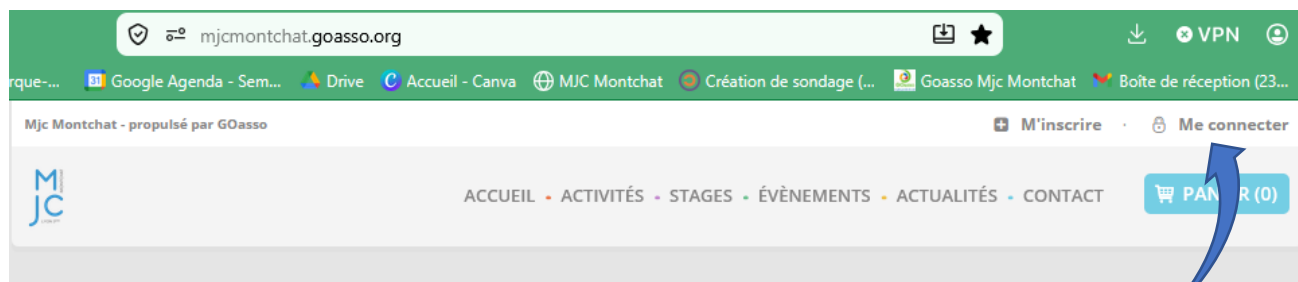 mjcmontchat.goasso.org VPN
rque-... 31 Google Agenda - Sem... Drive C Accueil - Canva MJC Montchat Création de sondage (... Goasso Mjc Montchat Boîte de réception (23...
Mjc Montchat - propulsé par GOasso M'inscrire · Me connecter
M
JC
ACCUEIL • ACTIVITÉS • STAGES • ÉVÈNEMENTS • ACTUALITÉS • CONTACT (0)